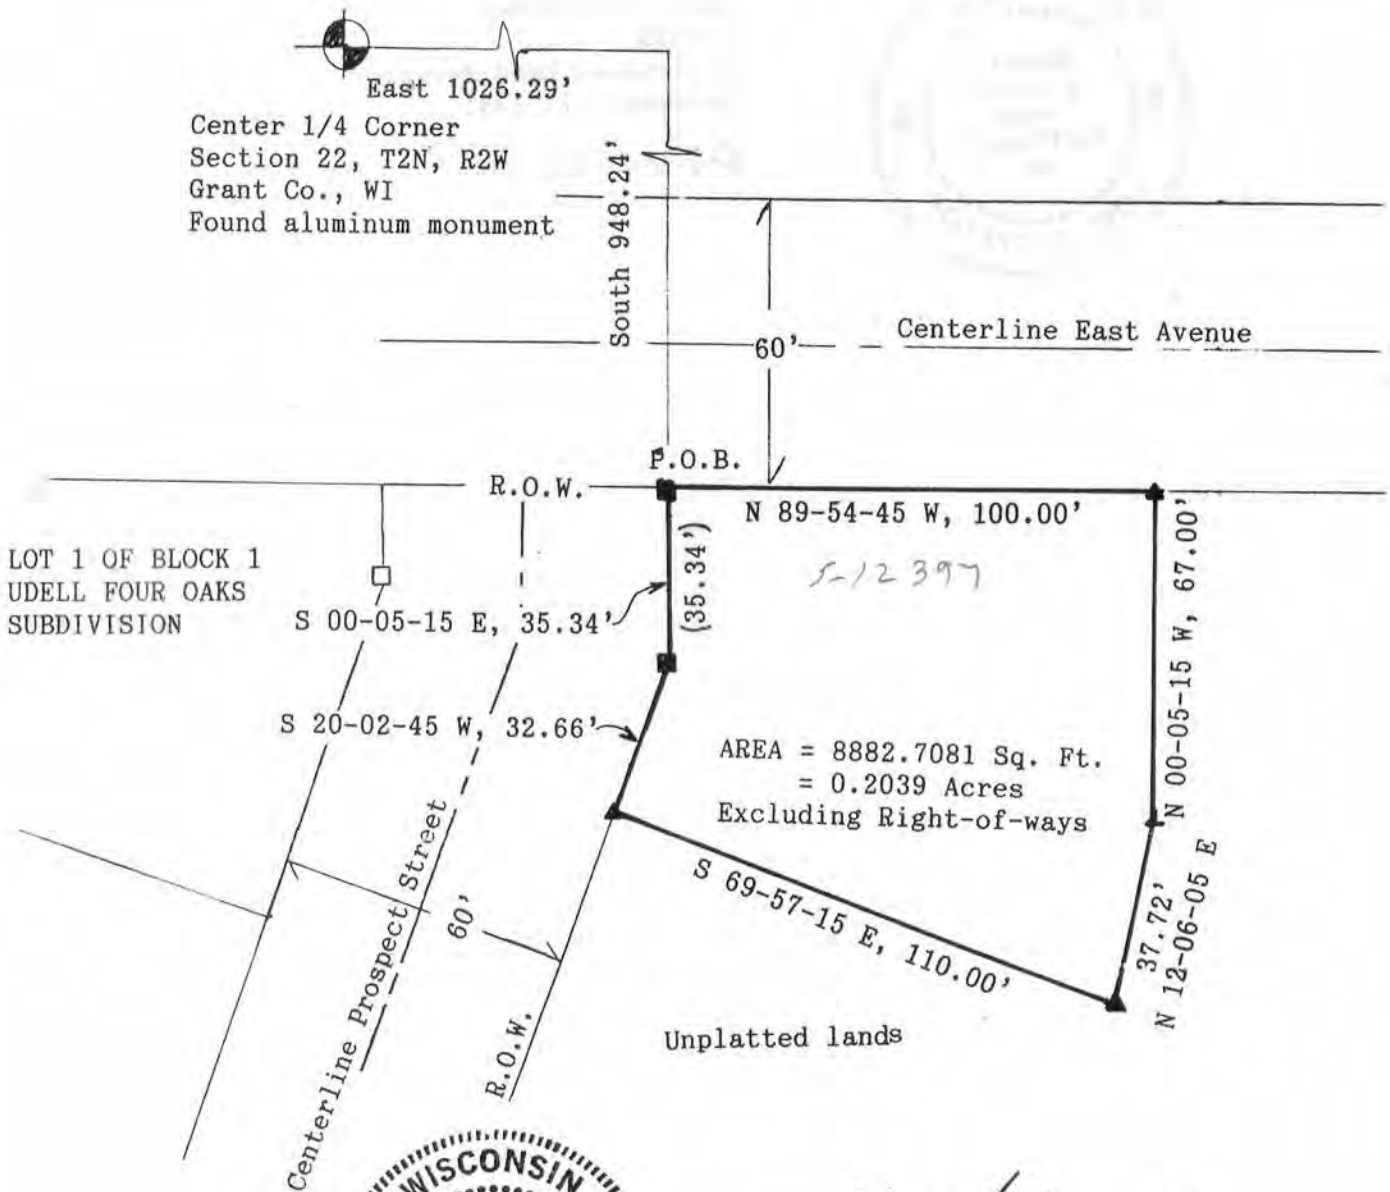 East 1026.29'
Center 1/4 Corner
Section 22, T2N, R2W
Grant Co., WI
Found aluminum monument
South 948.24'
Centerline East Avenue
60'
P.O.B.
R.O.W.
N 89-54-45 W, 100.00'
LOT 1 OF BLOCK 1
UDELL FOUR OAKS
SUBDIVISION
S 00-05-15 E, 35.34'
(35.34')
N 00-05-15 W, 67.00'
S 20-02-45 W, 32.66'
AREA = 8882.7081 Sq. Ft.
= 0.2039 Acres
Excluding Right-of-ways
S 69-57-15 E, 110.00'
37.72'
N 12-06-05 E
60'
Centerline Prospect Street
R.O.W.
Unplatted lands
WISCONSIN